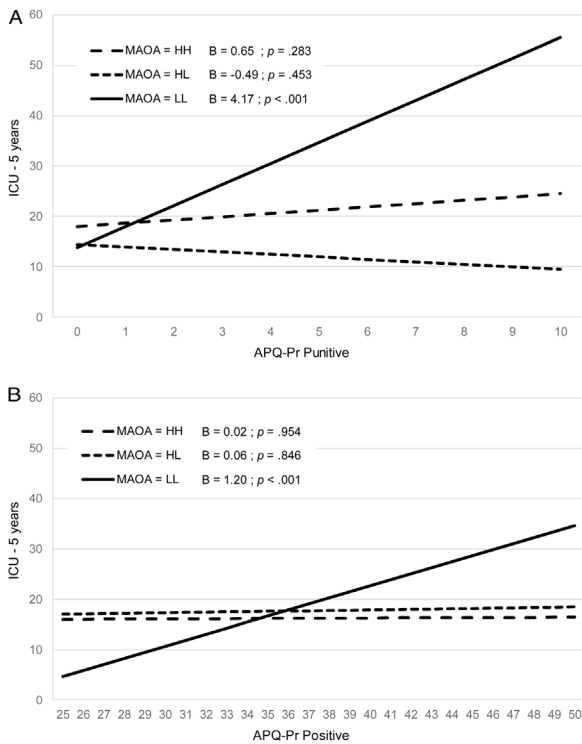 A
60
50
40
30
20
10
0
ICU - 5 years
MAOA = HH B = 0.65 ; p = .283
MAOA = HL B = -0.49 ; p = .453
MAOA = LL B = 4.17 ; p < .001
0 1 2 3 4 5 6 7 8 9 10
APQ-Pr Punitive
B
60
50
40
30
20
10
0
ICU - 5 years
MAOA = HH B = 0.02 ; p = .954
MAOA = HL B = 0.06 ; p = .846
MAOA = LL B = 1.20 ; p < .001
25 26 27 28 29 30 31 32 33 34 35 36 37 38 39 40 41 42 43 44 45 46 47 48 49 50
APQ-Pr Positive